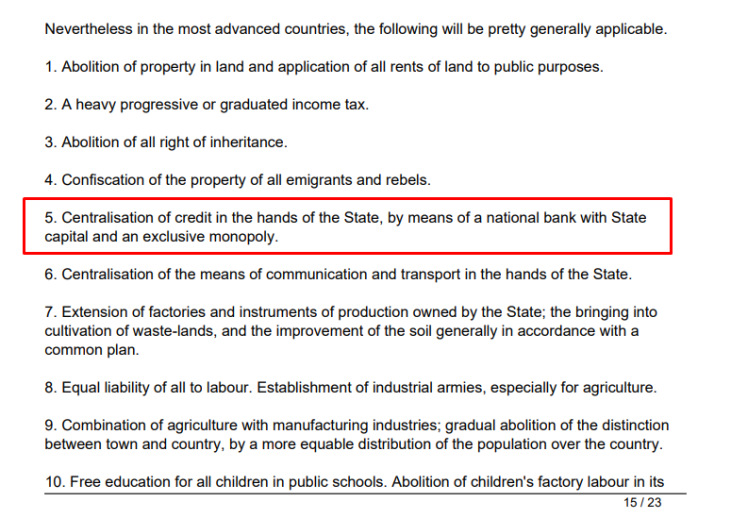 Nevertheless in the most advanced countries, the following will be pretty generally applicable.
1. Abolition of property in land and application of all rents of land to public purposes.
2. A heavy progressive or graduated income tax.
3. Abolition of all right of inheritance.
4. Confiscation of the property of all emigrants and rebels.
5. Centralisation of credit in the hands of the State, by means of a national bank with State
capital and an exclusive monopoly.
6. Centralisation of the means of communication and transport in the hands of the State.
7. Extension of factories and instruments of production owned by the State; the bringing into
cultivation of waste-lands, and the improvement of the soil generally in accordance with a
common plan.
8. Equal liability of all to labour. Establishment of industrial armies, especially for agriculture.
9. Combination of agriculture with manufacturing industries; gradual abolition of the distinction
between town and country, by a more equable distribution of the population over the country.
10. Free education for all children in public schools. Abolition of children's factory labour in its
15 / 23